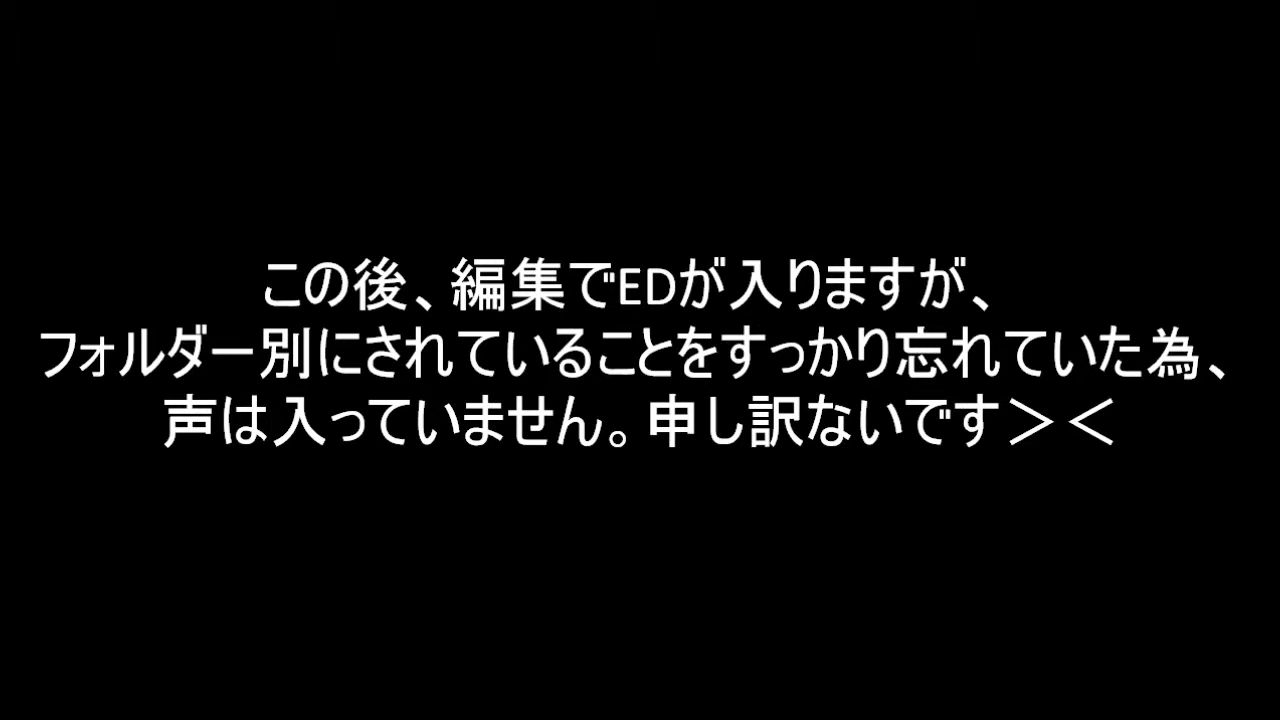 この後、編集でEDが入りますが、
フォルダー別にされていることをすっかり忘れていた為、
声は入っていません。申し訳ないです＞＜